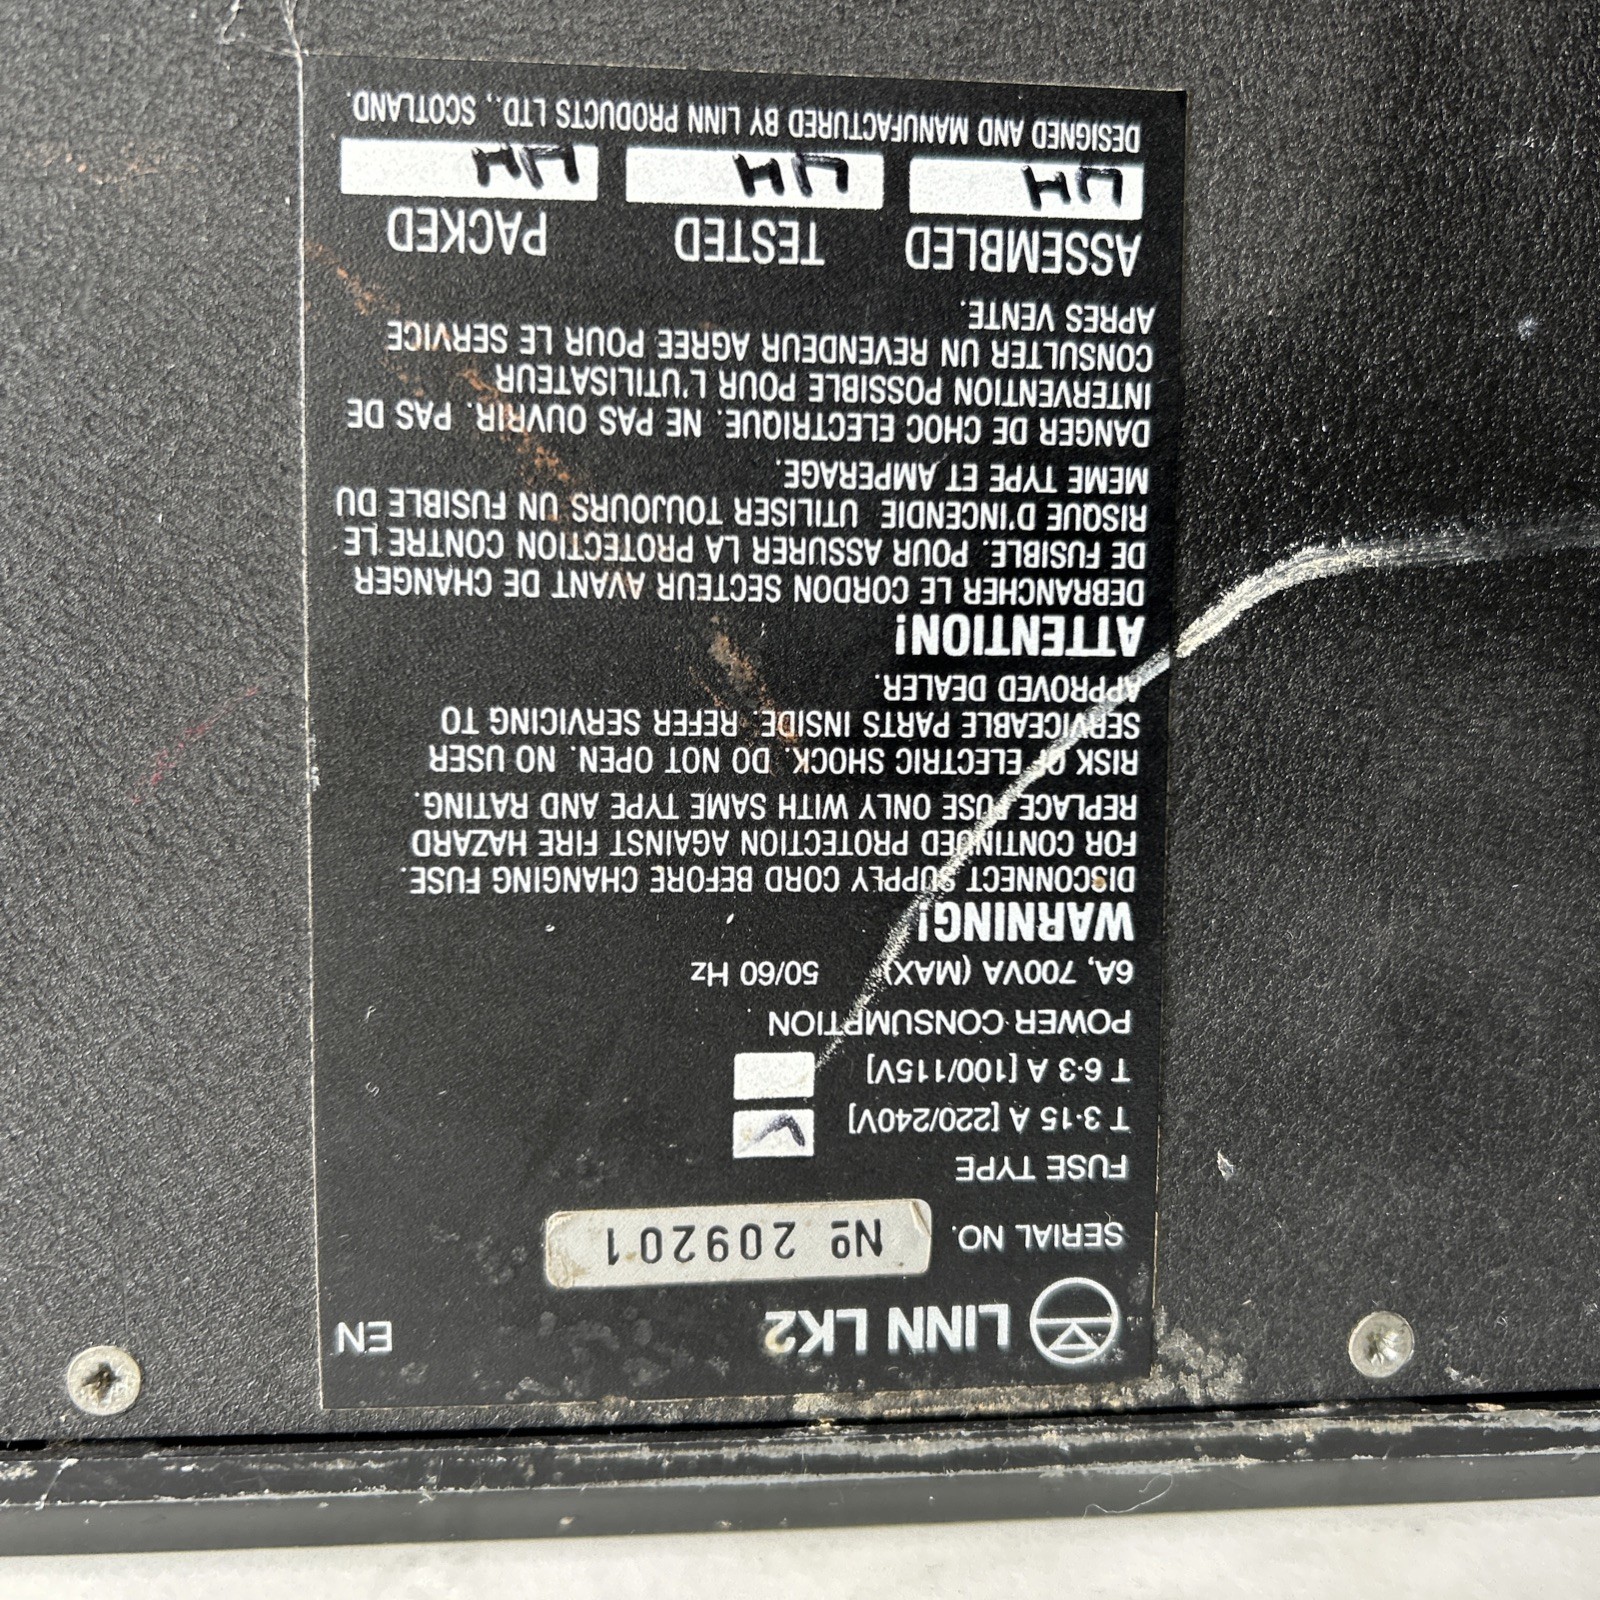 LINN LK2
EN
SERIAL NO. Nº 209201
FUSE TYPE
T 3·15 A [220/240V]
T 6·3 A [100/115V]
POWER CONSUMPTION
6A, 700VA (MAX) 50/60 Hz
WARNING!
DISCONNECT SUPPLY CORD BEFORE CHANGING FUSE.
FOR CONTINUED PROTECTION AGAINST FIRE HAZARD
REPLACE FUSE ONLY WITH SAME TYPE AND RATING.
RISK OF ELECTRIC SHOCK. DO NOT OPEN. NO USER
SERVICEABLE PARTS INSIDE. REFER SERVICING TO
APPROVED DEALER.
ATTENTION!
DEBRANCHER LE CORDON SECTEUR AVANT DE CHANGER
DE FUSIBLE. POUR ASSURER LA PROTECTION CONTRE LE
RISQUE D'INCENDIE UTILISER TOUJOURS UN FUSIBLE DU
MEME TYPE ET AMPERAGE.
DANGER DE CHOC ELECTRIQUE. NE PAS OUVRIR. PAS DE
INTERVENTION POSSIBLE POUR L'UTILISATEUR
CONSULTER UN REVENDEUR AGREE POUR LE SERVICE
APRES VENTE.
ASSEMBLED TESTED PACKED
DESIGNED AND MANUFACTURED BY LINN PRODUCTS LTD., SCOTLAND.